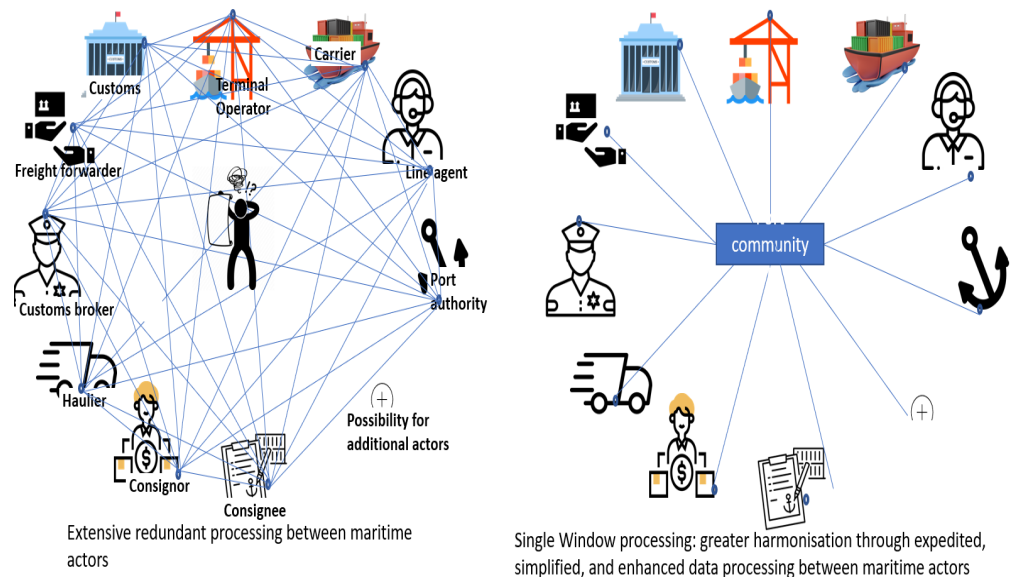 Carrier
Customs
Terminal
Operator
Freight forwarder
Line agent
Port
authority
Customs broker
Haulier
Possibility for
additional actors
Consignor
Consignee
Extensive redundant processing between maritime
actors
community
Single Window processing: greater harmonisation through expedited,
simplified, and enhanced data processing between maritime actors